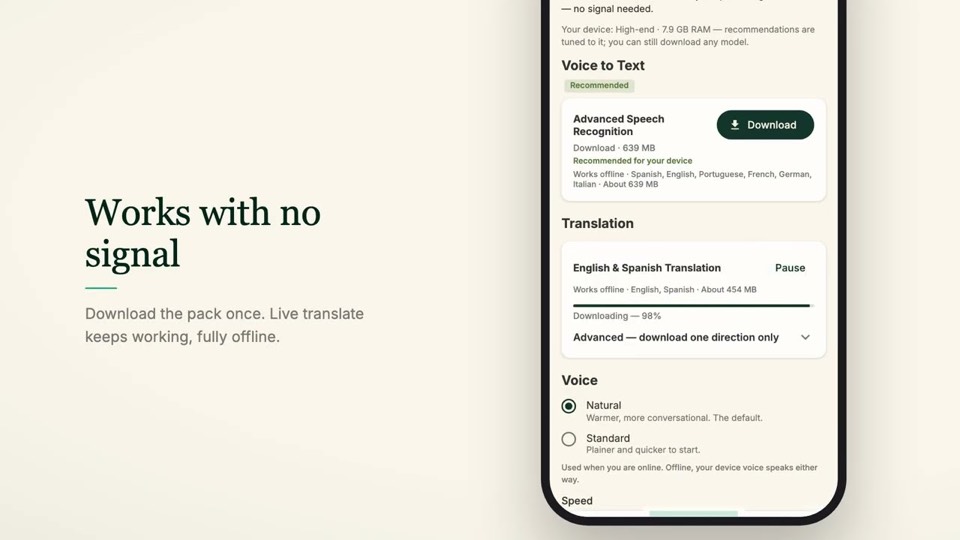 Works with no
signal
Download the pack once. Live translate
keeps working, fully offline.
— no signal needed.
Your device: High-end · 7.9 GB RAM — recommendations are
tuned to it; you can still download any model.
Voice to Text
Recommended
Advanced Speech
Recognition
Download
Download · 639 MB
Recommended for your device
Works offline · Spanish, English, Portuguese, French, German,
Italian · About 639 MB
Translation
English & Spanish Translation
Pause
Works offline · English, Spanish · About 454 MB
Downloading — 98%
Advanced — download one direction only
Voice
Natural
Warmer, more conversational. The default.
Standard
Plainer and quicker to start.
Used when you are online. Offline, your device voice speaks either
way.
Speed